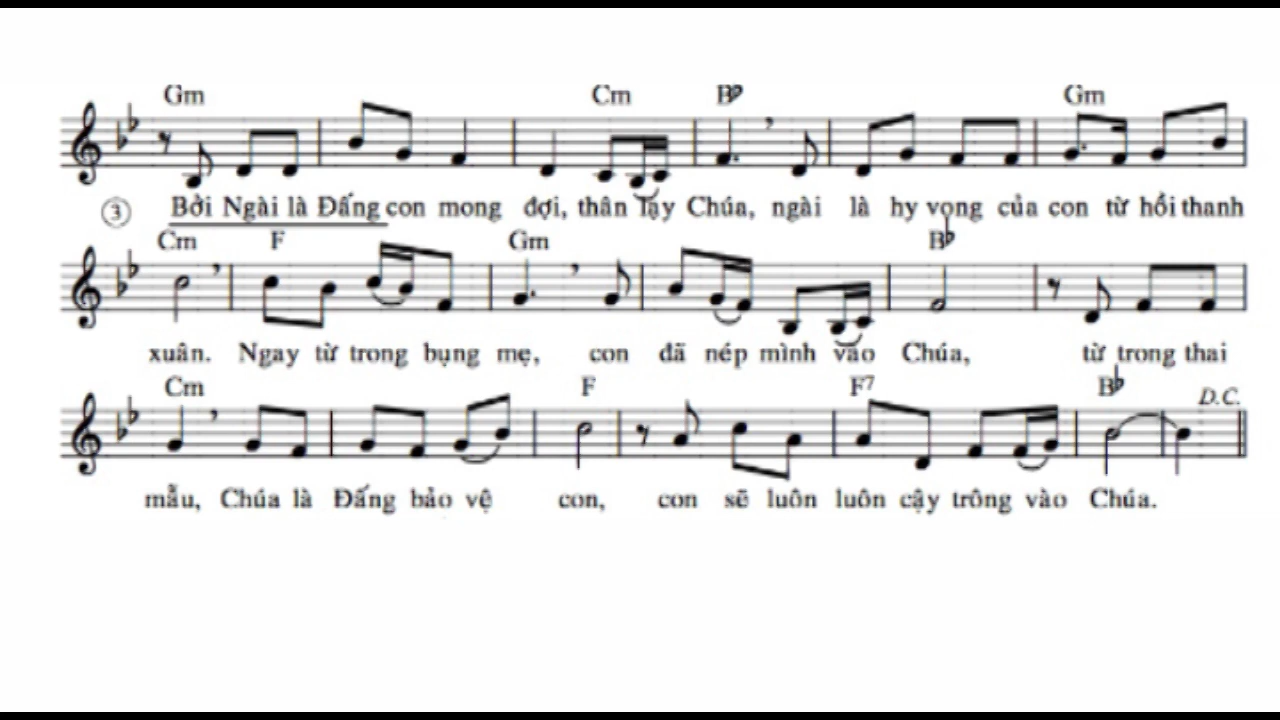 Gm Cm B♭ Gm
③ Bởi Ngài là Đấng con mong đợi, thân lạy Chúa, ngài là hy vọng của con từ hồi thanh
Cm F Gm B♭
xuân. Ngay từ trong bụng mẹ, con đã nép mình vào Chúa, từ trong thai
Cm F F7 B♭ D.C.
mẫu, Chúa là Đấng bảo vệ con, con sẽ luôn luôn cậy trông vào Chúa.